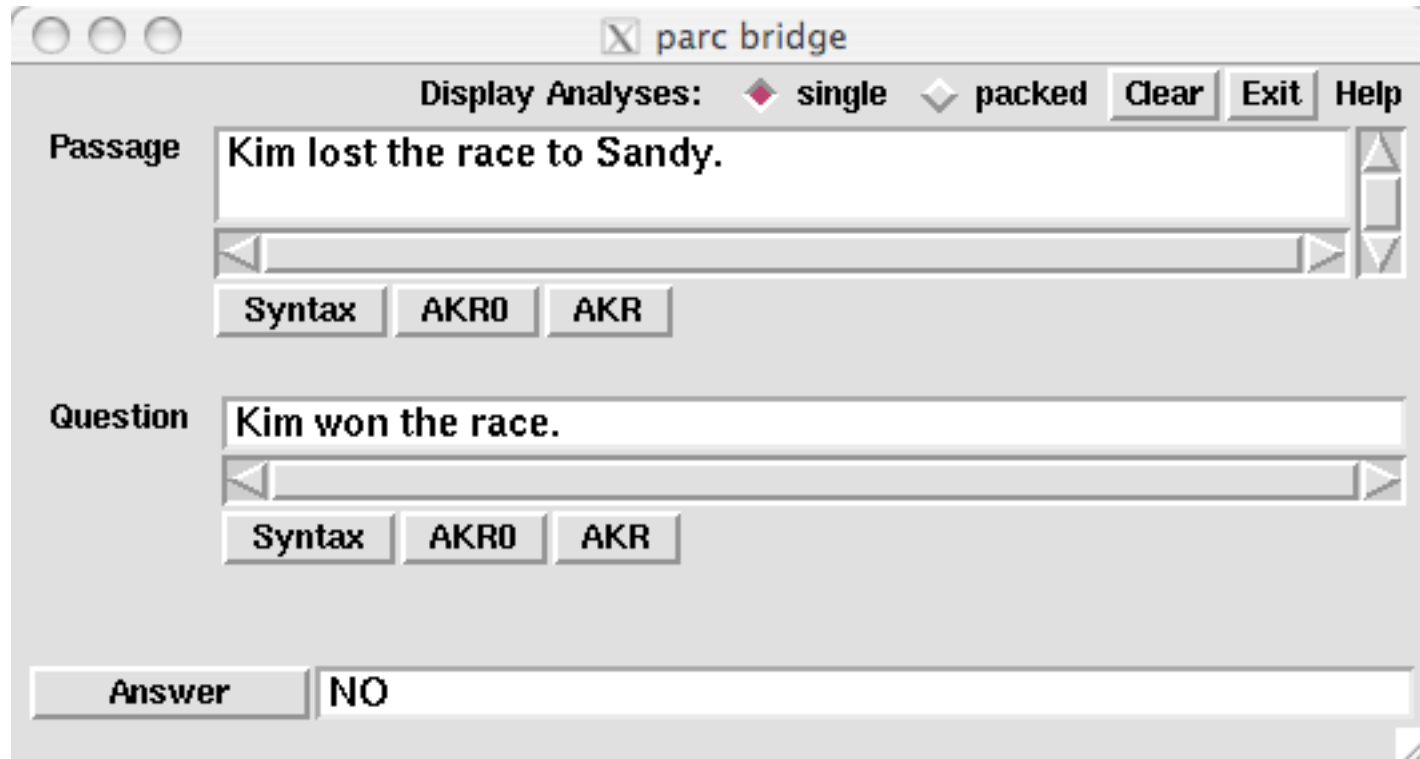 parc bridge
Display Analyses: single packed Clear Exit Help
Passage Kim lost the race to Sandy.
Syntax AKR0 AKR
Question Kim won the race.
Syntax AKR0 AKR
Answer NO